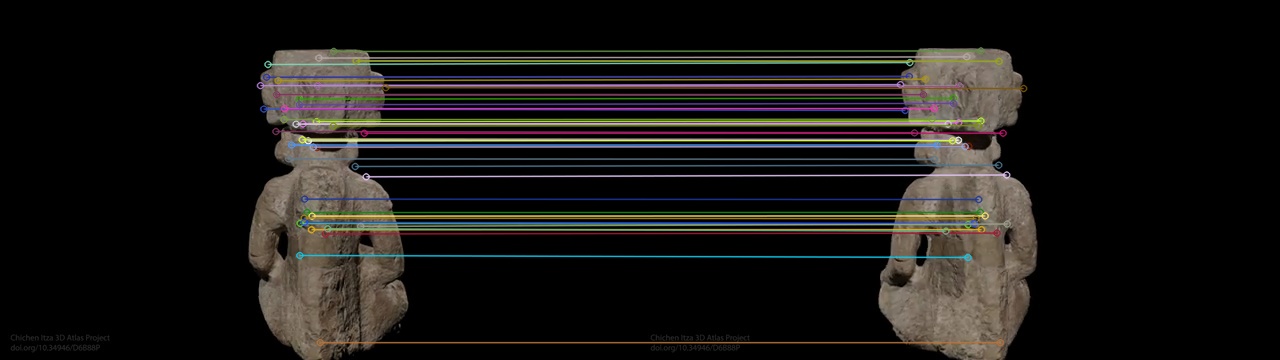 Chichen Itza 3D Atlas Project
doi.org/10.34946/D6B88P
Chichen Itza 3D Atlas Project
doi.org/10.34946/D6B88P